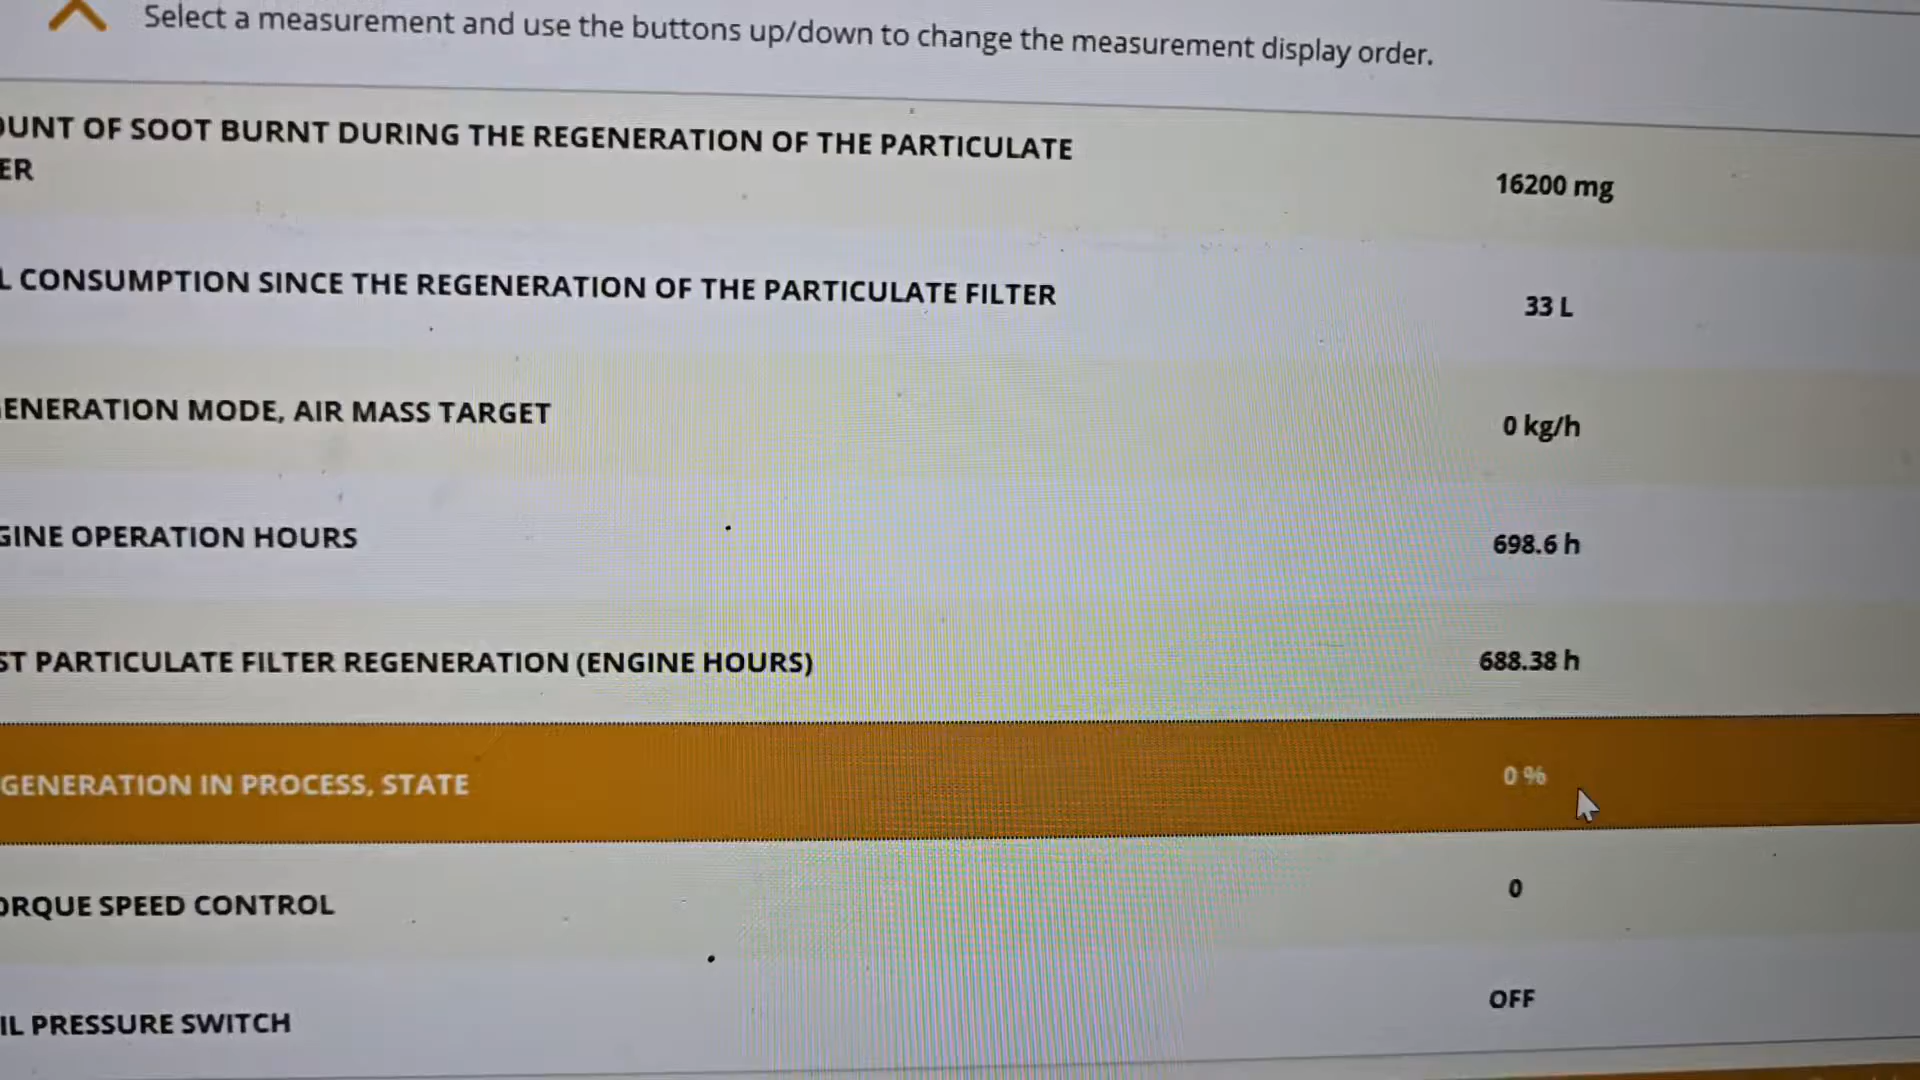 Select a measurement and use the buttons up/down to change the measurement display order.
OUNT OF SOOT BURNT DURING THE REGENERATION OF THE PARTICULATE
ER
16200 mg
L CONSUMPTION SINCE THE REGENERATION OF THE PARTICULATE FILTER
33 L
ENERATION MODE, AIR MASS TARGET
0 kg/h
GINE OPERATION HOURS
698.6 h
ST PARTICULATE FILTER REGENERATION (ENGINE HOURS)
688.38 h
GENERATION IN PROCESS, STATE
0 %
ORQUE SPEED CONTROL
0
IL PRESSURE SWITCH
OFF